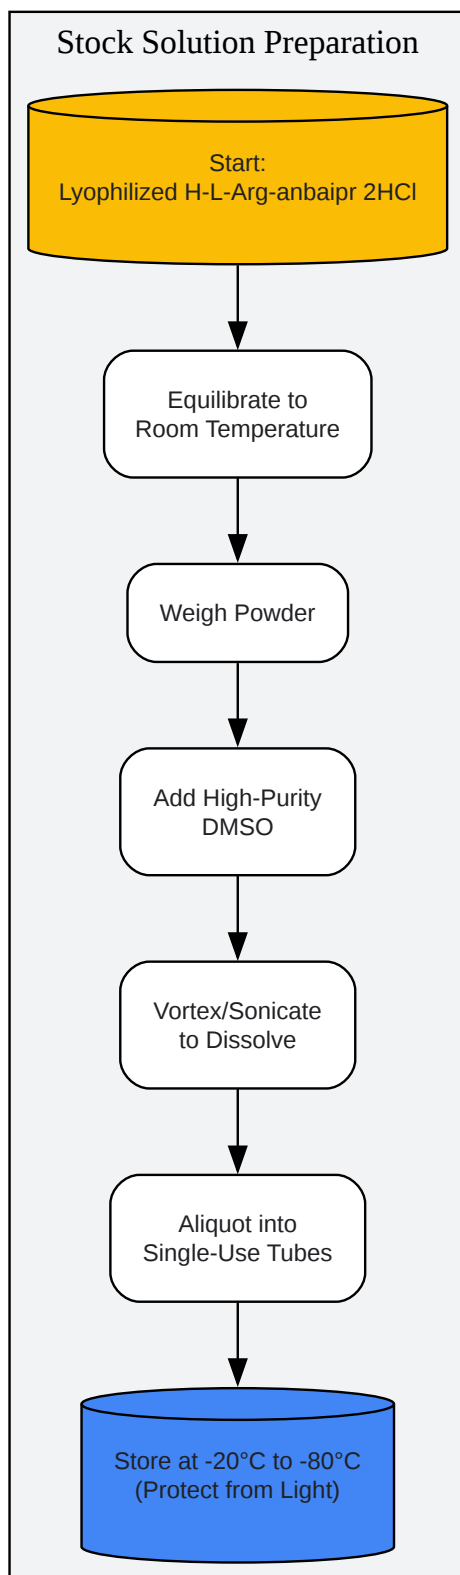 Stock Solution Preparation
Start:
Lyophilized H-L-Arg-anbaipr 2HCl
Equilibrate to
Room Temperature
Weigh Powder
Add High-Purity
DMSO
Vortex/Sonicate
to Dissolve
Aliquot into
Single-Use Tubes
Store at -20°C to -80°C
(Protect from Light)